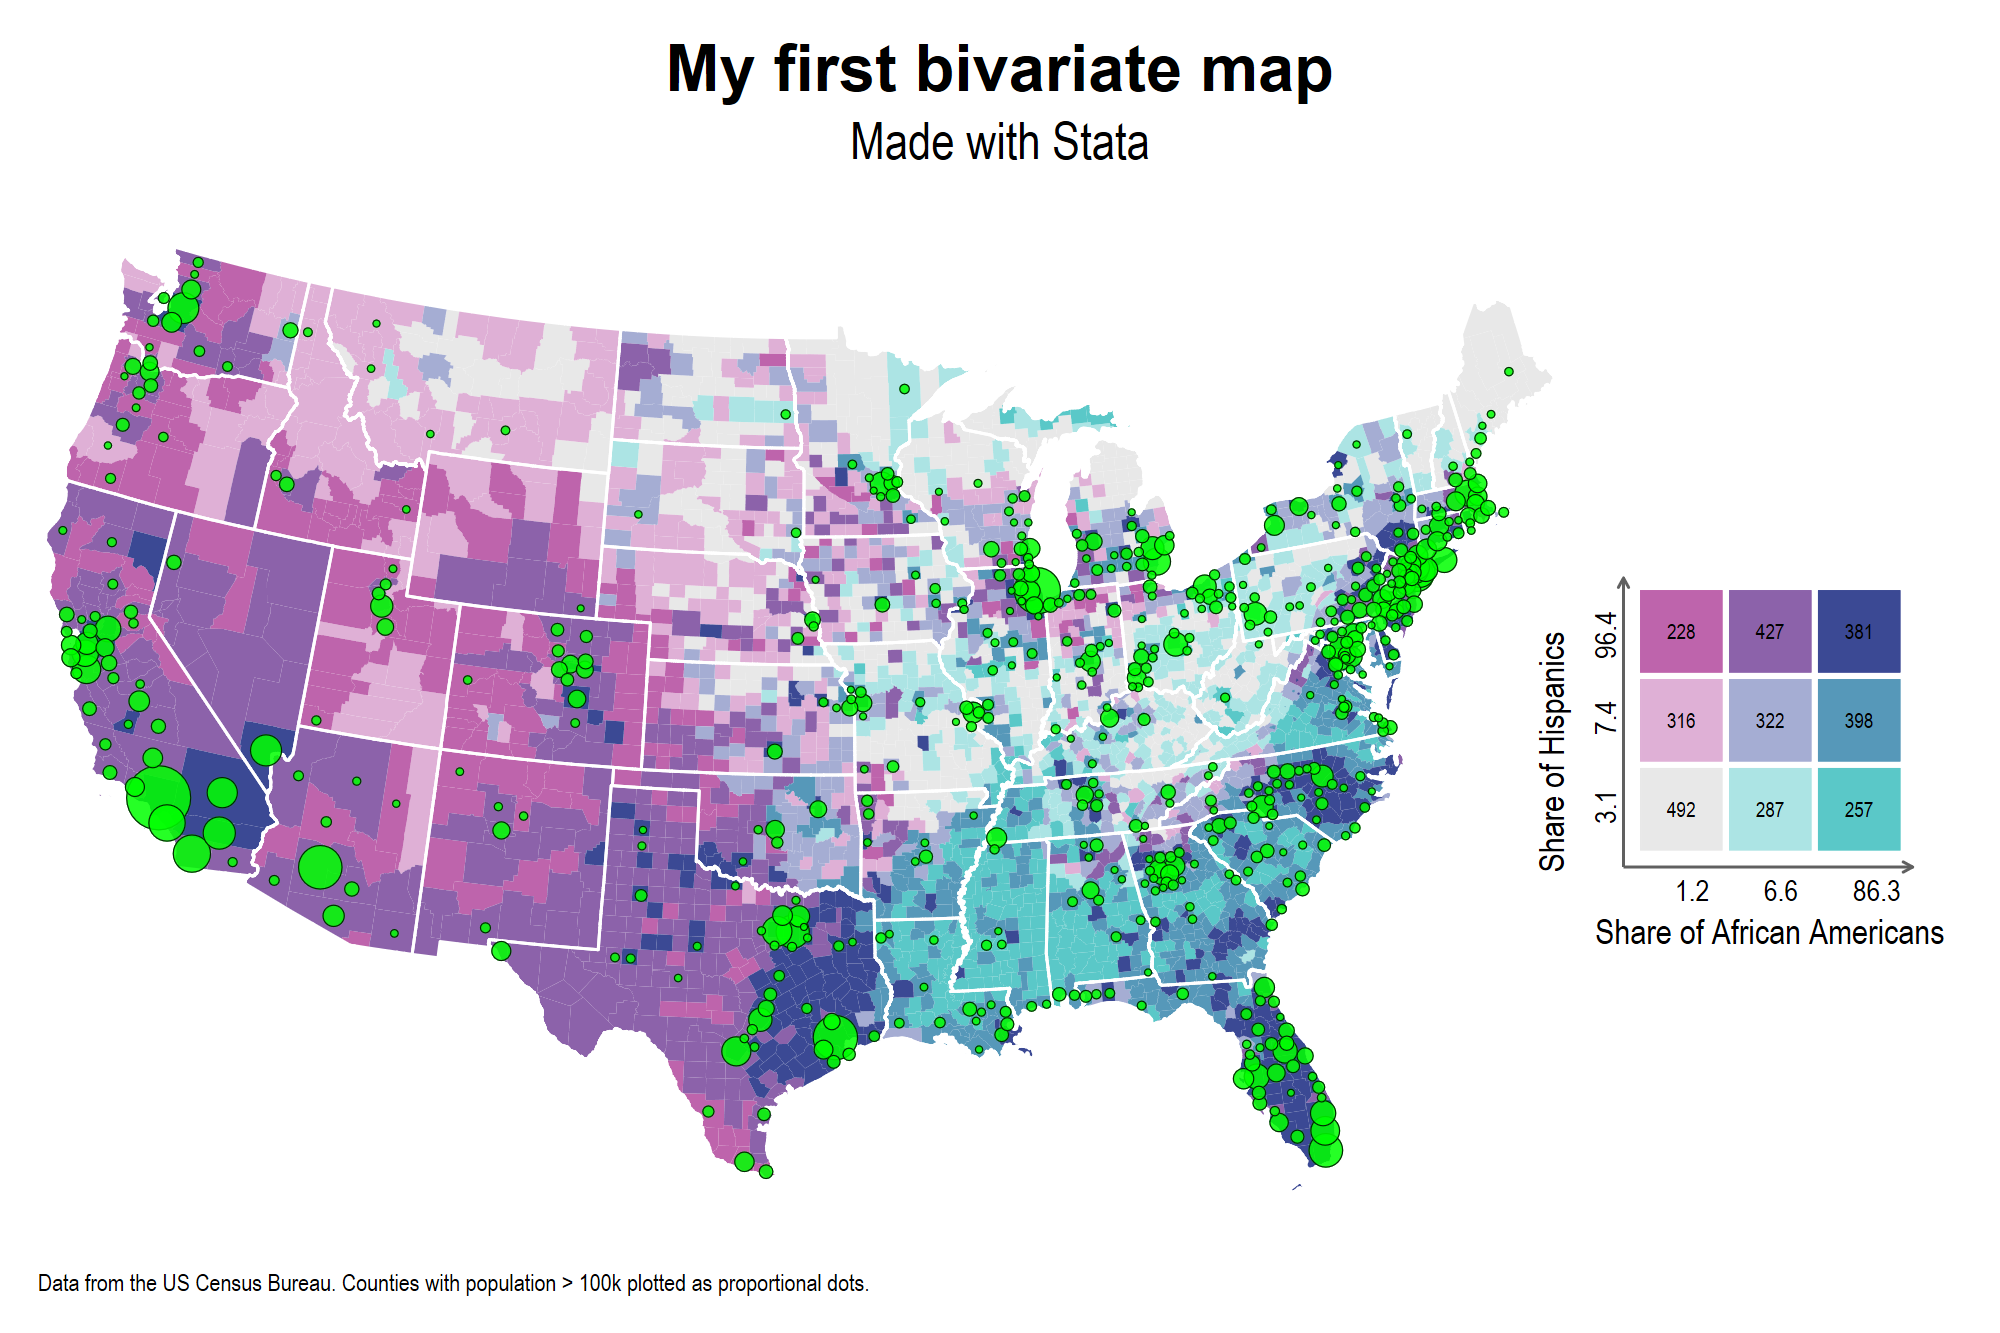 My first bivariate map
Made with Stata
Share of Hispanics
96.4
7.4
3.1
228 427 381
316 322 398
492 287 257
1.2 6.6 86.3
Share of African Americans
Data from the US Census Bureau. Counties with population > 100k plotted as proportional dots.